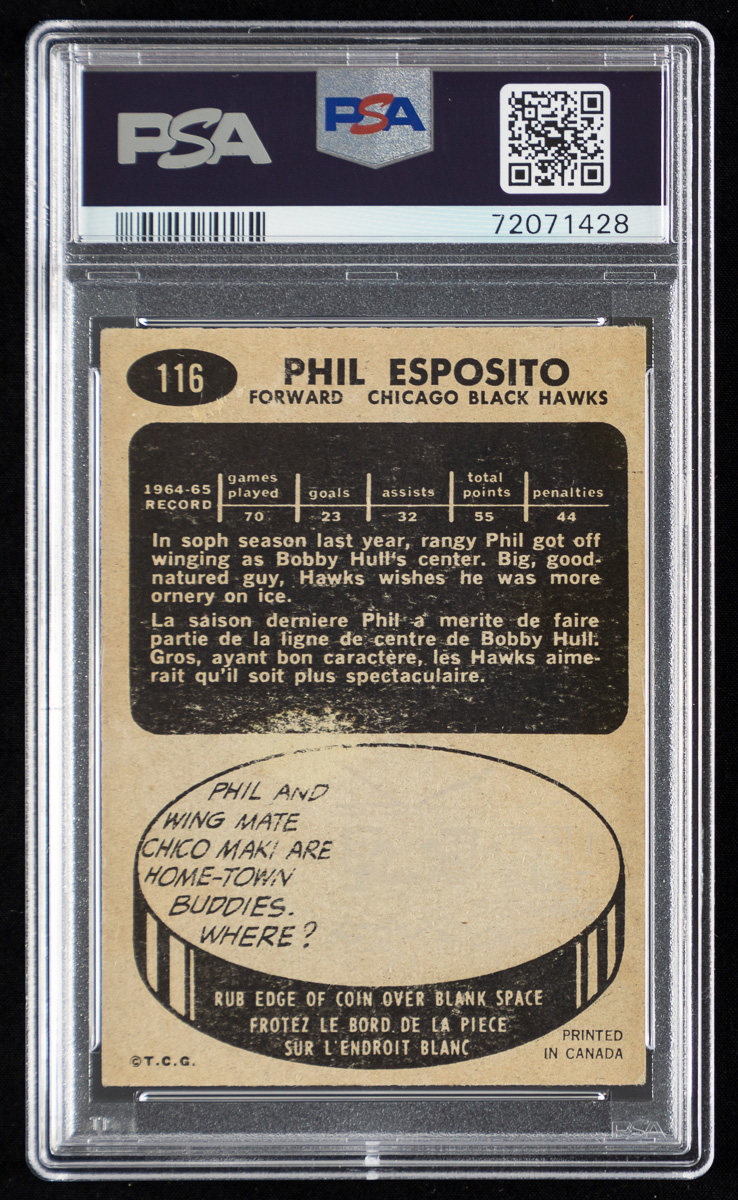 PSA
PSA
72071428
116
PHIL ESPOSITO
FORWARD CHICAGO BLACK HAWKS
1964-65 RECORD games played goals assists total points penalties
70 23 32 55 44
In soph season last year, rangy Phil got off
winging as Bobby Hull's center. Big, good-
natured guy, Hawks wishes he was more
ornery on ice.
La saison derniere Phil a merite de faire
partie de la ligne de centre de Bobby Hull.
Gros, ayant bon caractère, les Hawks aime-
rait qu'il soit plus spectaculaire.
PHIL AND
WING MATE
CHICO MAKI ARE
HOME-TOWN
BUDDIES.
WHERE?
RUB EDGE OF COIN OVER BLANK SPACE
FROTEZ LE BORD DE LA PIECE
SUR L'ENDROIT BLANC
©T.C.G.
PRINTED
IN CANADA
PSA